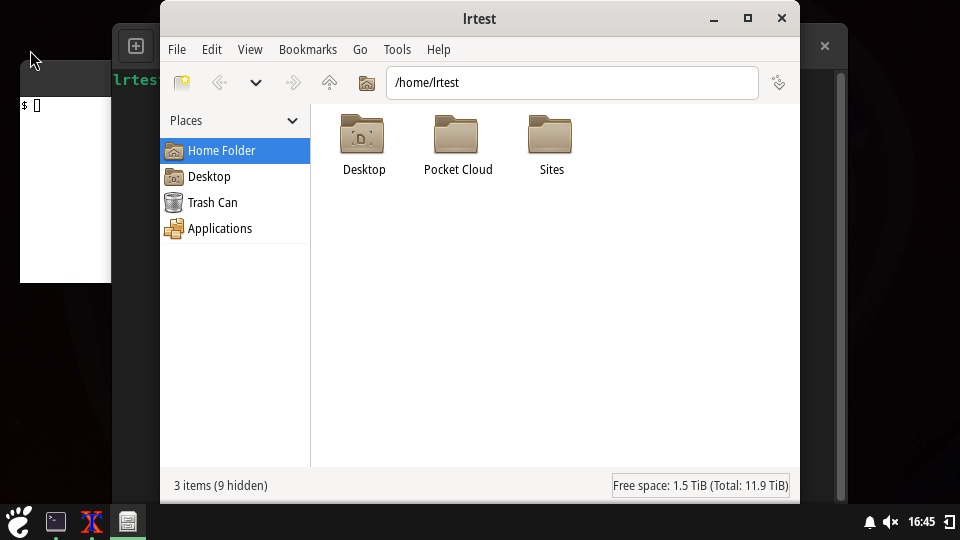 lrtest
File Edit View Bookmarks Go Tools Help
lrtest
/home/lrtest
$
Places
Home Folder
Desktop
Trash Can
Applications
Desktop
Pocket Cloud
Sites
3 items (9 hidden)
Free space: 1.5 TiB (Total: 11.9 TiB)
16:45